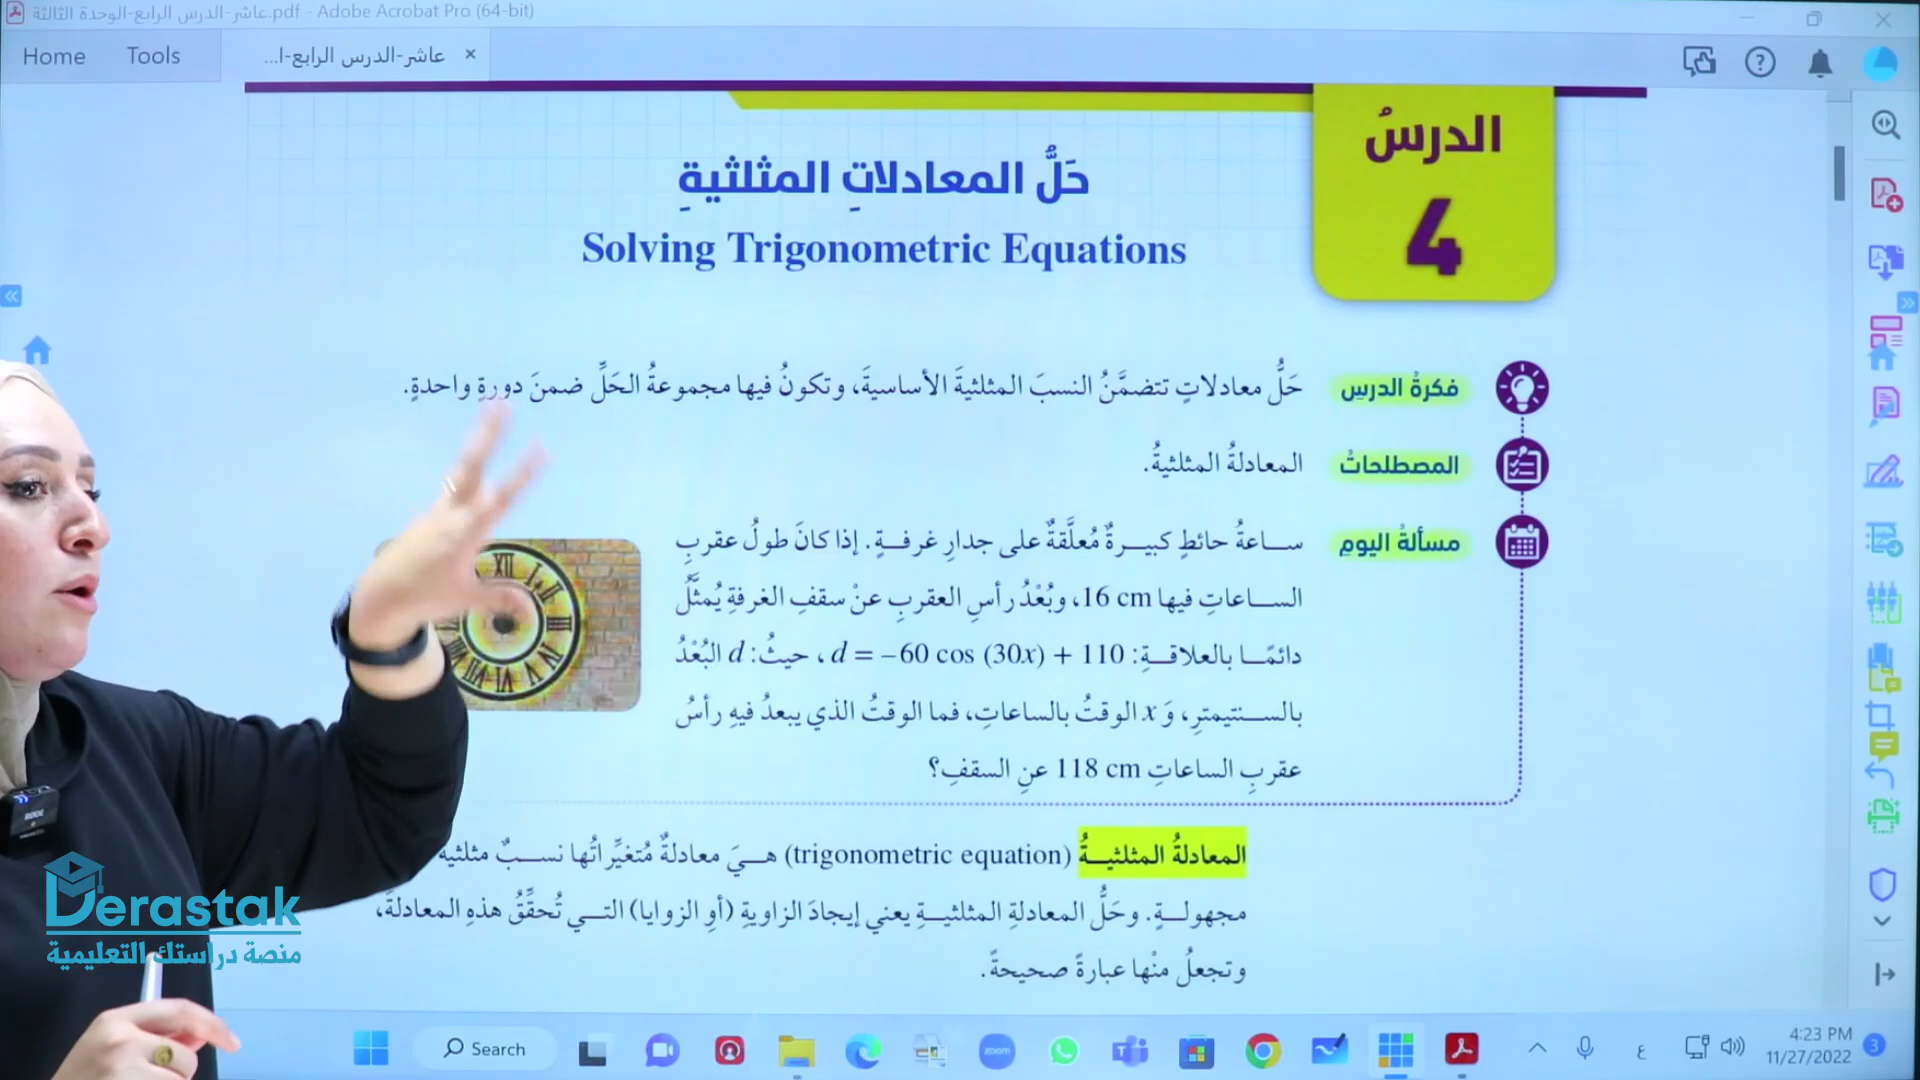 عاشر-الدرس الرابع-الوحدة الثالثة.pdf - Adobe Acrobat Pro (64-bit)
Home
Tools
عاشر-الدرس الرابع-ا...
الدرسُ
4
حَلُّ المعادلاتِ المثلثيةِ
Solving Trigonometric Equations
فكرةُ الدرسِ
حَلُّ معادلاتٍ تتضمَّنُ النسبَ المثلثيةَ الأساسيةَ، وتكونُ فيها مجموعةُ الحَلِّ ضمنَ دورةٍ واحدةٍ.
المصطلحاتُ
المعادلةُ المثلثيةُ.
مسألةُ اليومِ
ساعةُ حائطٍ كبيرةٌ مُعلَّقةٌ على جدارِ غرفةٍ. إذا كانَ طولُ عقربِ
الساعاتِ فيها 16 cm، وبُعْدُ رأسِ العقربِ عنْ سقفِ الغرفةِ يُمثَّلُ
دائمًا بالعلاقةِ: d = −60 cos (30x) + 110 ، حيثُ: d البُعْدُ
بالسنتيمترِ، وَ x الوقتُ بالساعاتِ، فما الوقتُ الذي يبعدُ فيهِ رأسُ
عقربِ الساعاتِ 118 cm عنِ السقفِ؟
المعادلةُ المثلثيةُ (trigonometric equation) هيَ معادلةٌ مُتغيِّراتُها نسبٌ مثلثية
مجهولةٍ. وحَلُّ المعادلةِ المثلثيةِ يعني إيجادَ الزاويةِ (أوِ الزوايا) التي تُحقِّقُ هذهِ المعادلةَ،
وتجعلُ منْها عبارةً صحيحةً.
RODE
Derastak
منصة دراستك التعليمية
Search
zoom
ع
4:23 PM
11/27/2022
3